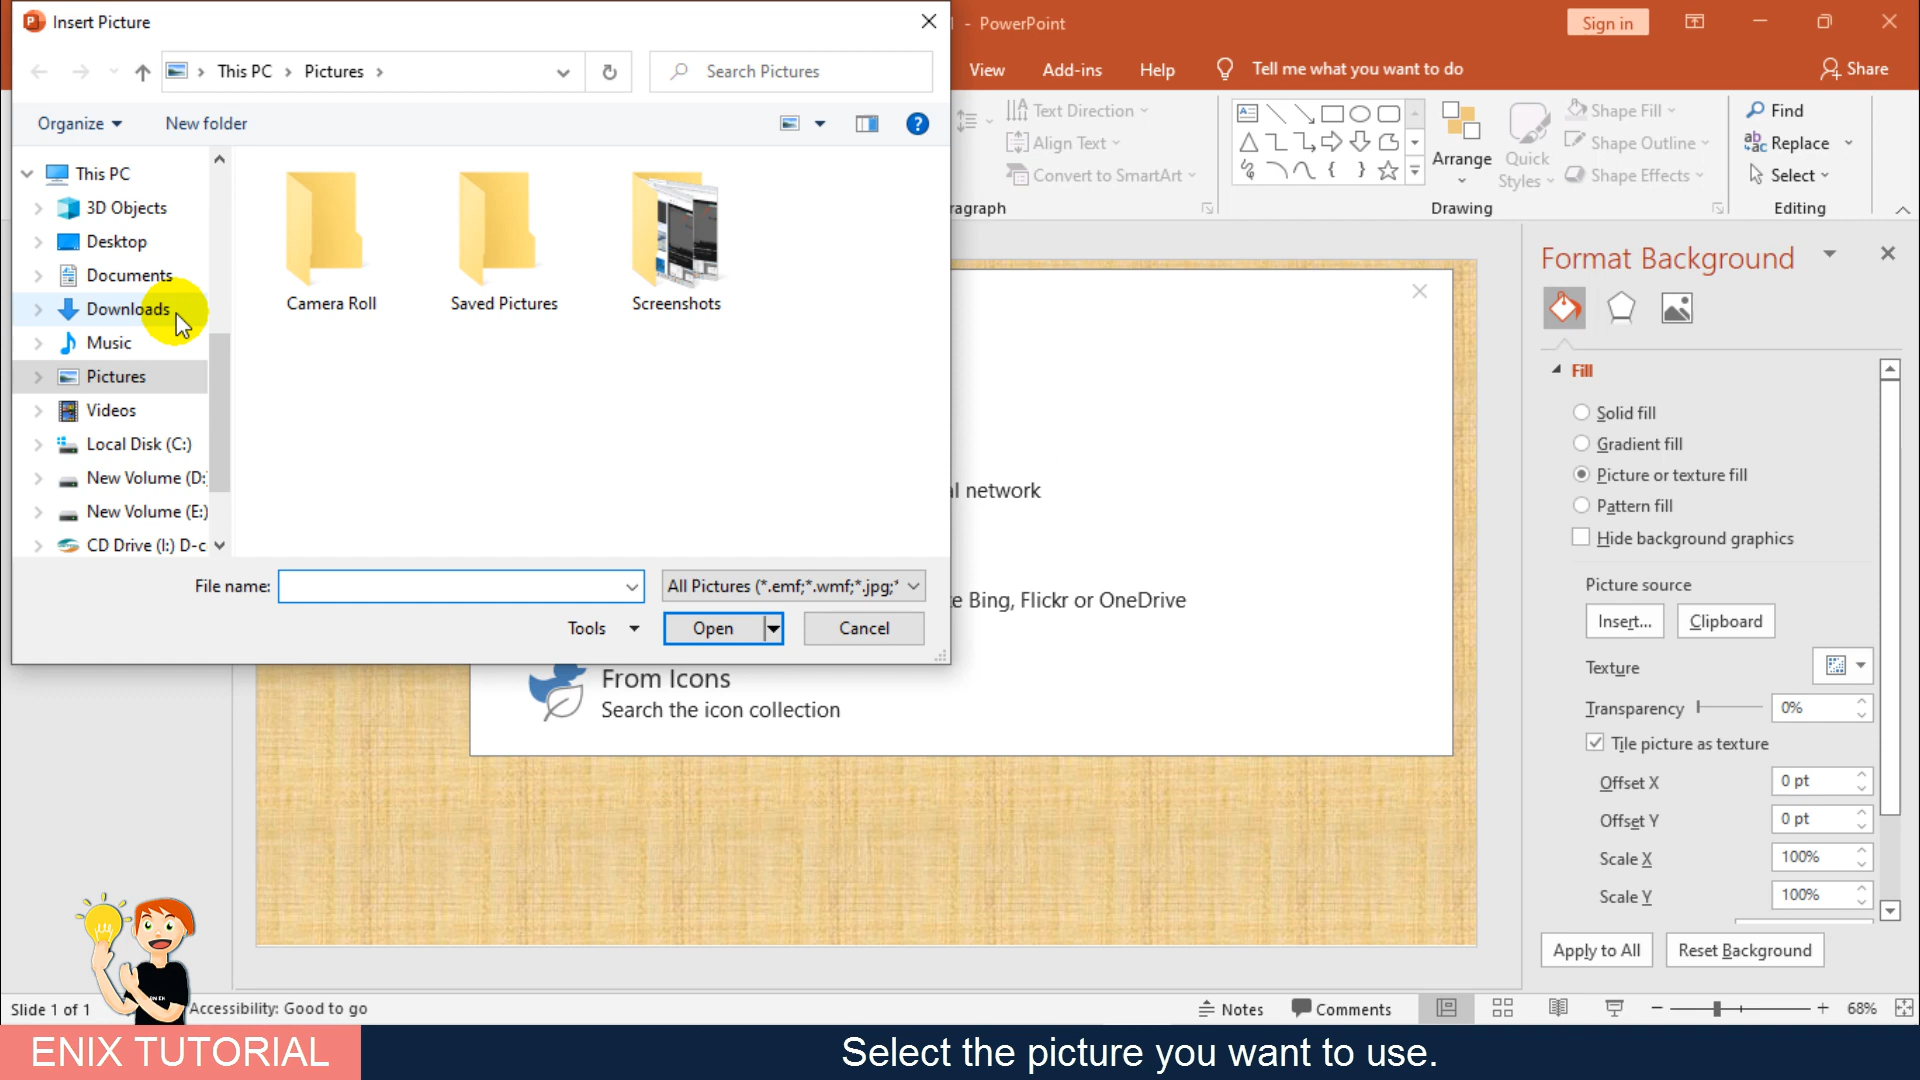 Insert Picture
- PowerPoint
Sign in
This PC
Pictures
Search Pictures
View
Add-ins
Help
Tell me what you want to do
Share
Organize
New folder
Text Direction
Align Text
Convert to SmartArt
Arrange
Quick
Styles
Shape Fill
Shape Outline
Shape Effects
Find
Replace
Select
Drawing
Editing
This PC
3D Objects
Desktop
Documents
Downloads
Music
Pictures
Videos
Local Disk (C:)
New Volume (D:
New Volume (E:)
CD Drive (I:) D-c
Camera Roll
Saved Pictures
Screenshots
File name:
All Pictures (*.emf;*.wmf;*.jpg;*
Tools
Open
Cancel
network
Bing, Flickr or OneDrive
From Icons
Search the icon collection
Format Background
Fill
Solid fill
Gradient fill
Picture or texture fill
Pattern fill
Hide background graphics
Picture source
Insert...
Clipboard
Texture
Transparency
0%
Tile picture as texture
Offset X
0 pt
Offset Y
0 pt
Scale X
100%
Scale Y
100%
Apply to All
Reset Background
Slide 1 of 1
Accessibility: Good to go
Notes
Comments
68%
ENIX TUTORIAL
Select the picture you want to use.